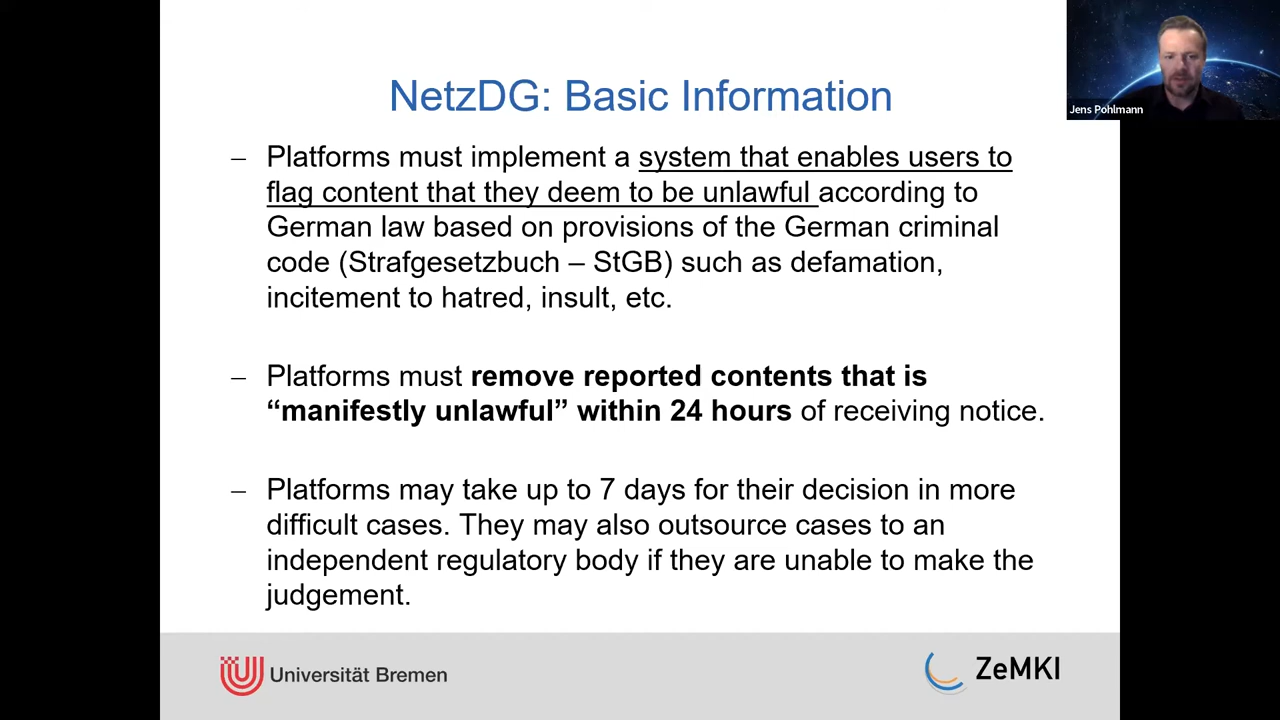 NetzDG: Basic Information
– Platforms must implement a system that enables users to
flag content that they deem to be unlawful according to
German law based on provisions of the German criminal
code (Strafgesetzbuch – StGB) such as defamation,
incitement to hatred, insult, etc.
– Platforms must remove reported contents that is
“manifestly unlawful” within 24 hours of receiving notice.
– Platforms may take up to 7 days for their decision in more
difficult cases. They may also outsource cases to an
independent regulatory body if they are unable to make the
judgement.
Universität Bremen
ZeMKI
Jens Pohlmann